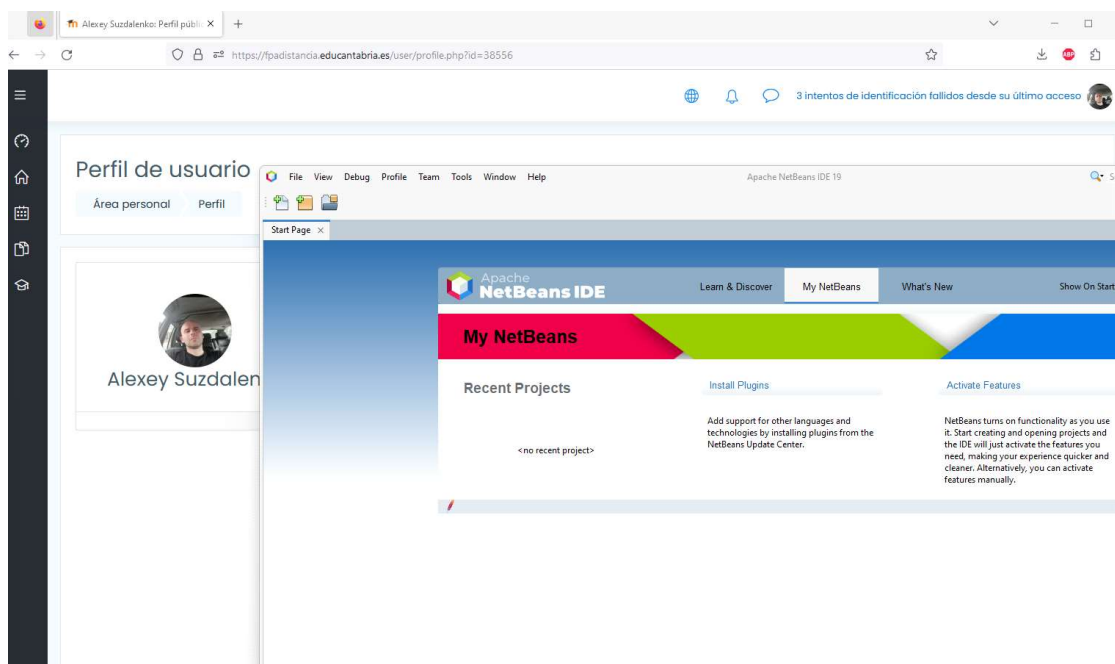 Alexey Suzdalenko: Perfil públi
https://fpadistancia.educantabria.es/user/profile.php?id=38556
ABP
3 intentos de identificación fallidos desde su último acceso
Perfil de usuario
Área personal Perfil
Alexey Suzdalen
File View Debug Profile Team Tools Window Help
Apache NetBeans IDE 19
S
Start Page
Apache
NetBeans IDE
Learn & Discover
My NetBeans
What's New
Show On Start
My NetBeans
Recent Projects
<no recent project>
Install Plugins
Add support for other languages and
technologies by installing plugins from the
NetBeans Update Center.
Activate Features
NetBeans turns on functionality as you use
it. Start creating and opening projects and
the IDE will just activate the features you
need, making your experience quicker and
cleaner. Alternatively, you can activate
features manually.